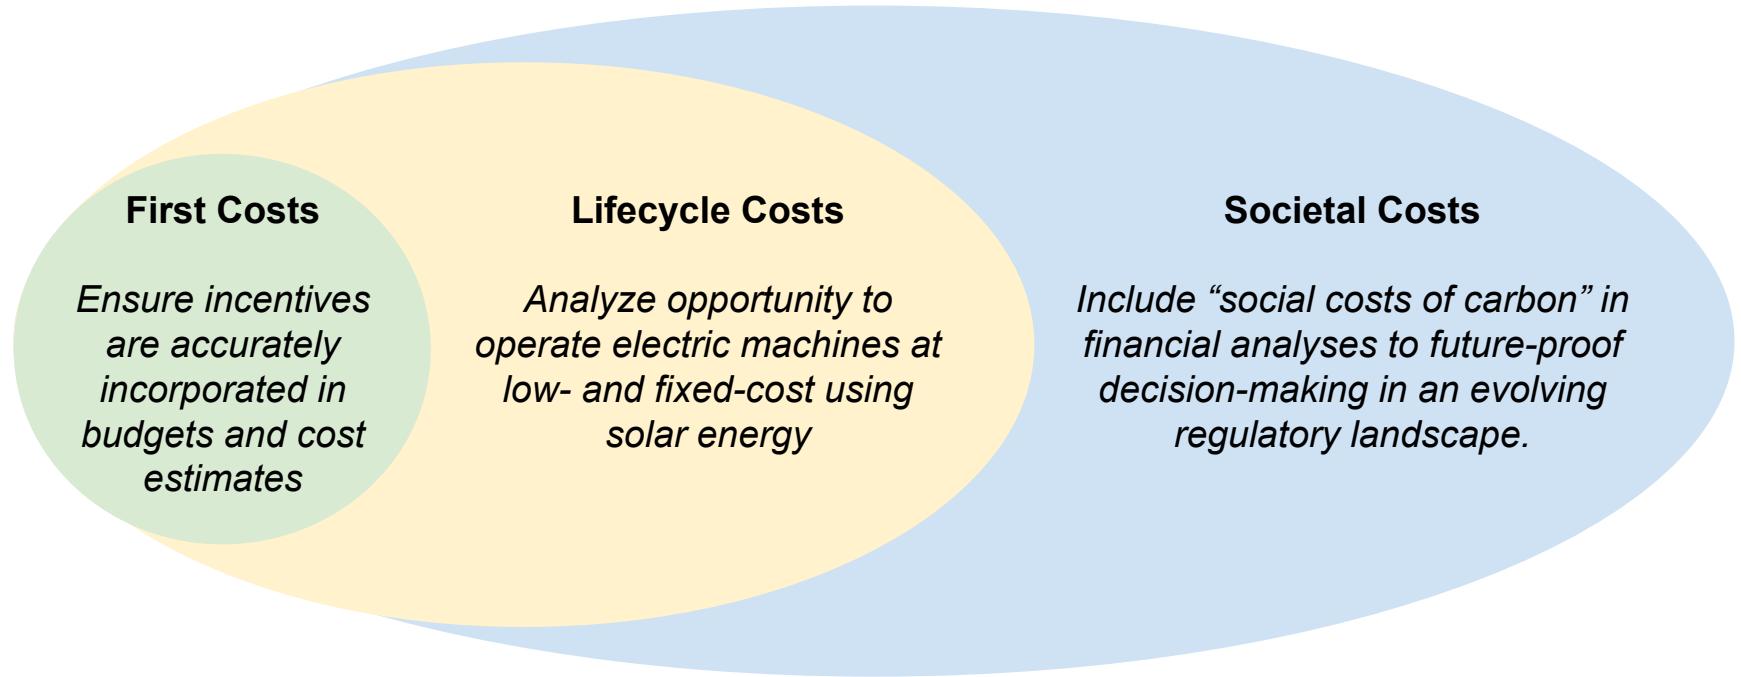 First Costs
Ensure incentives
are accurately
incorporated in
budgets and cost
estimates
Lifecycle Costs
Analyze opportunity to
operate electric machines at
low- and fixed-cost using
solar energy
Societal Costs
Include “social costs of carbon” in
financial analyses to future-proof
decision-making in an evolving
regulatory landscape.